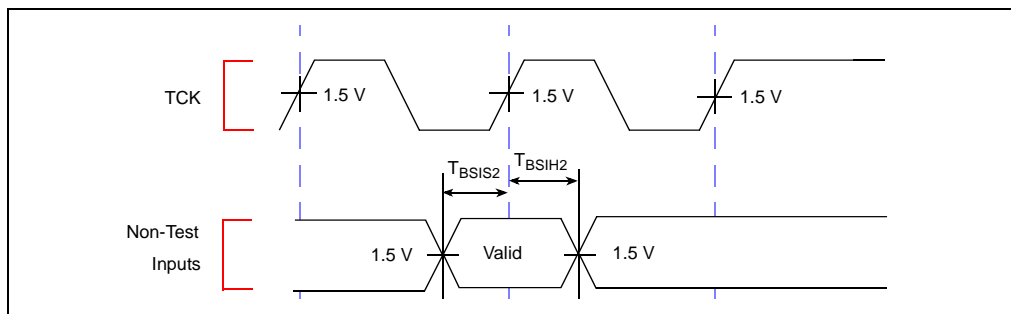 TCK
1.5 V
1.5 V
1.5 V
TBSIS2
TBSIH2
Non-Test
Inputs
1.5 V
Valid
1.5 V